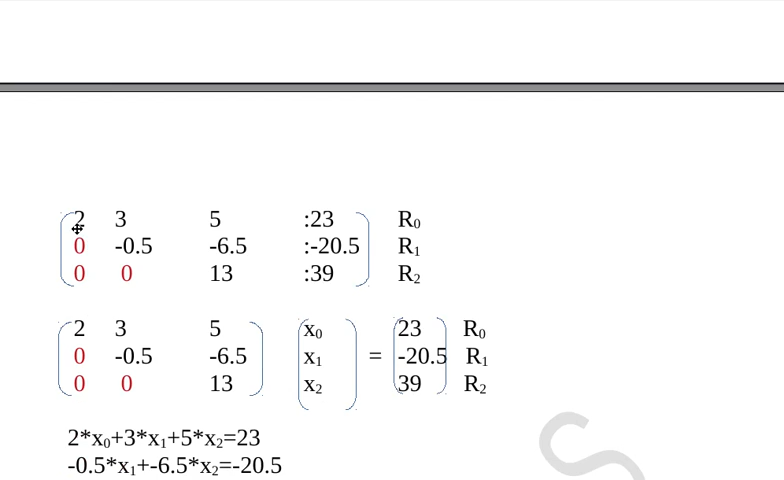 2 3 5 :23 R₀
0 -0.5 -6.5 :-20.5 R₁
0 0 13 :39 R₂
2 3 5 x₀ 23 R₀
0 -0.5 -6.5 x₁ = -20.5 R₁
0 0 13 x₂ 39 R₂
2*x₀+3*x₁+5*x₂=23
-0.5*x₁+-6.5*x₂=-20.5
S